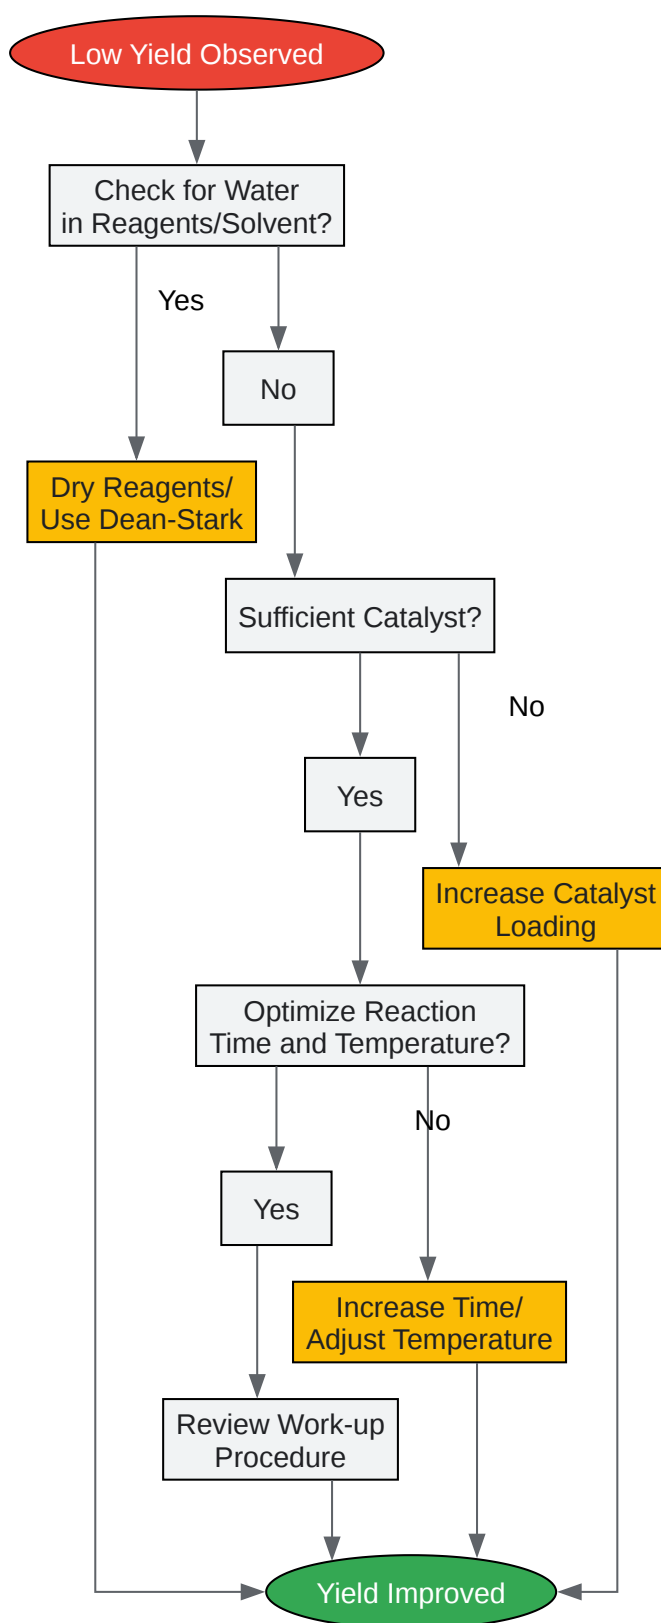 Low Yield Observed
Check for Water
in Reagents/Solvent?
Yes
No
Dry Reagents/
Use Dean-Stark
Sufficient Catalyst?
No
Yes
Increase Catalyst
Loading
Optimize Reaction
Time and Temperature?
No
Yes
Increase Time/
Adjust Temperature
Review Work-up
Procedure
Yield Improved